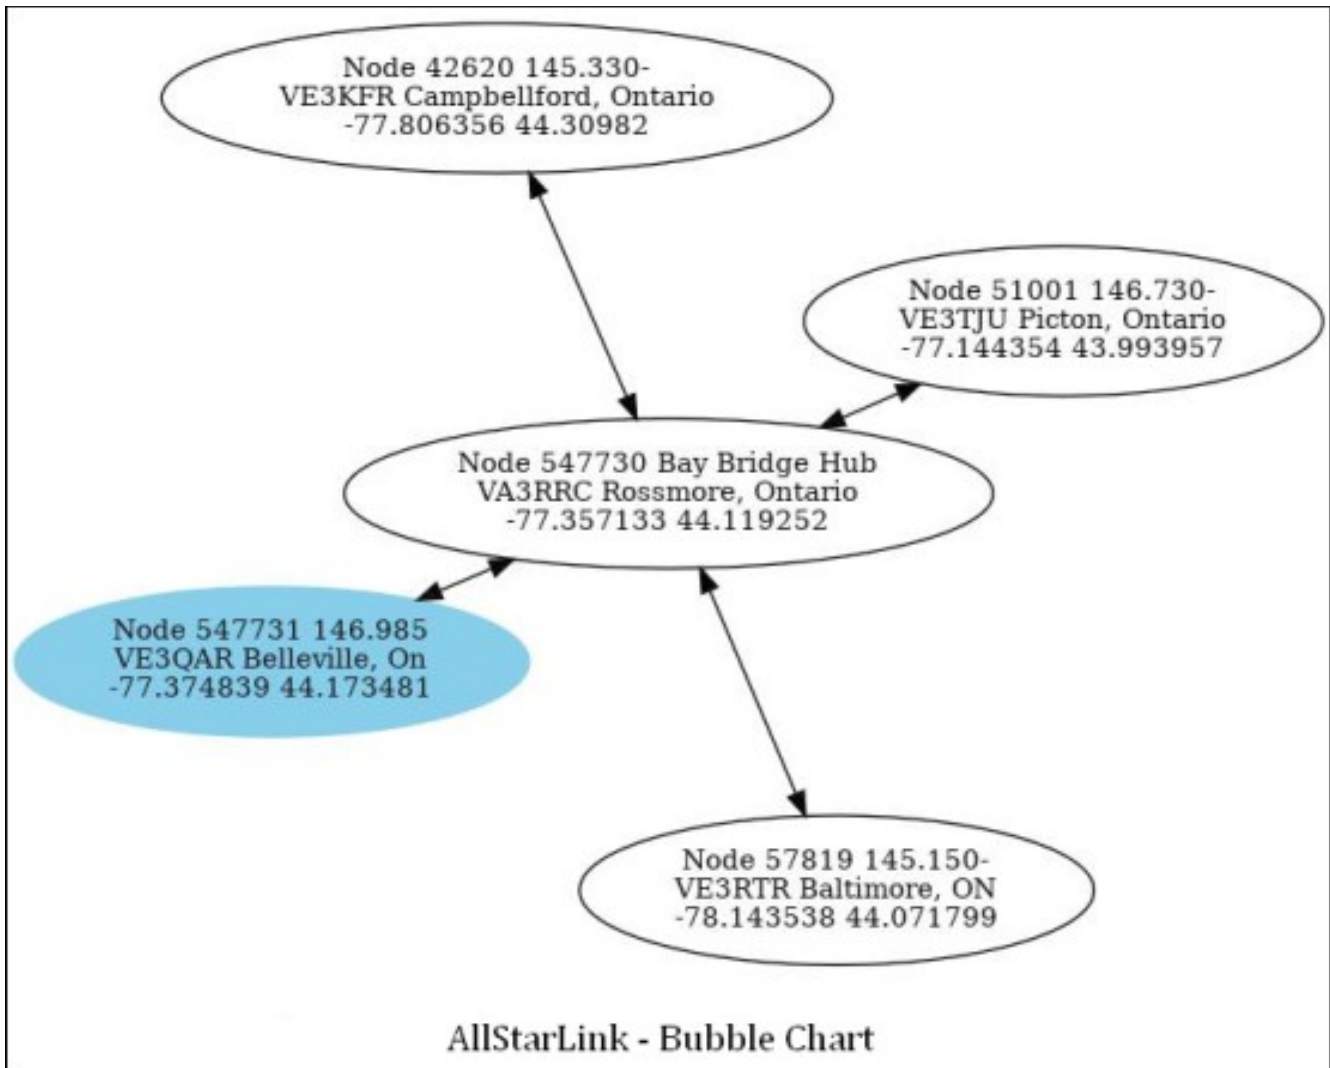 Node 42620 145.330-
VE3KFR Campbellford, Ontario
-77.806356 44.30982
Node 51001 146.730-
VE3TJU Picton, Ontario
-77.144354 43.993957
Node 547730 Bay Bridge Hub
VA3RRC Rossmore, Ontario
-77.357133 44.119252
Node 547731 146.985
VE3QAR Belleville, On
-77.374839 44.173481
Node 57819 145.150-
VE3RTR Baltimore, ON
-78.143538 44.071799
AllStarLink - Bubble Chart